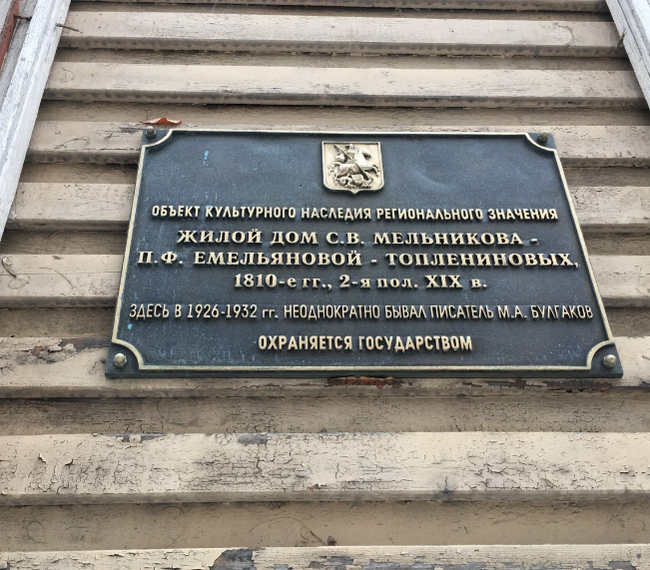 ОБЪЕКТ КУЛЬТУРНОГО НАСЛЕДИЯ РЕГИОНАЛЬНОГО ЗНАЧЕНИЯ
ЖИЛОЙ ДОМ С.В. МЕЛЬНИКОВА -
П.Ф. ЕМЕЛЬЯНОВОЙ - ТОПЛЕНИНОВЫХ,
1810-е гг., 2-я пол. XIX в.
ЗДЕСЬ В 1926-1932 гг. НЕОДНОКРАТНО БЫВАЛ ПИСАТЕЛЬ М.А. БУЛГАКОВ
ОХРАНЯЕТСЯ ГОСУДАРСТВОМ